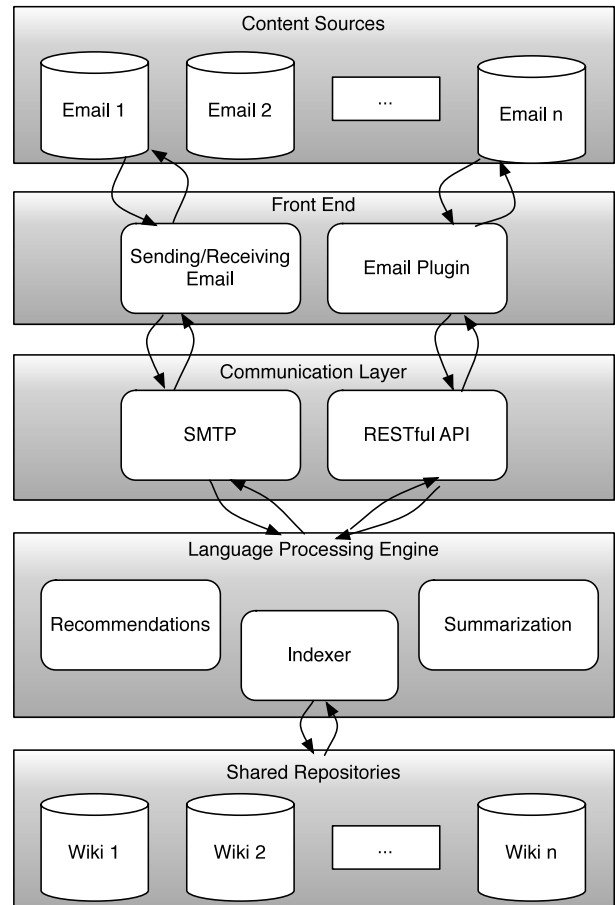 Content Sources
Email 1
Email 2
...
Email n
Front End
Sending/Receiving
Email
Email Plugin
Communication Layer
SMTP
RESTful API
Language Processing Engine
Recommendations
Indexer
Summarization
Shared Repositories
Wiki 1
Wiki 2
...
Wiki n